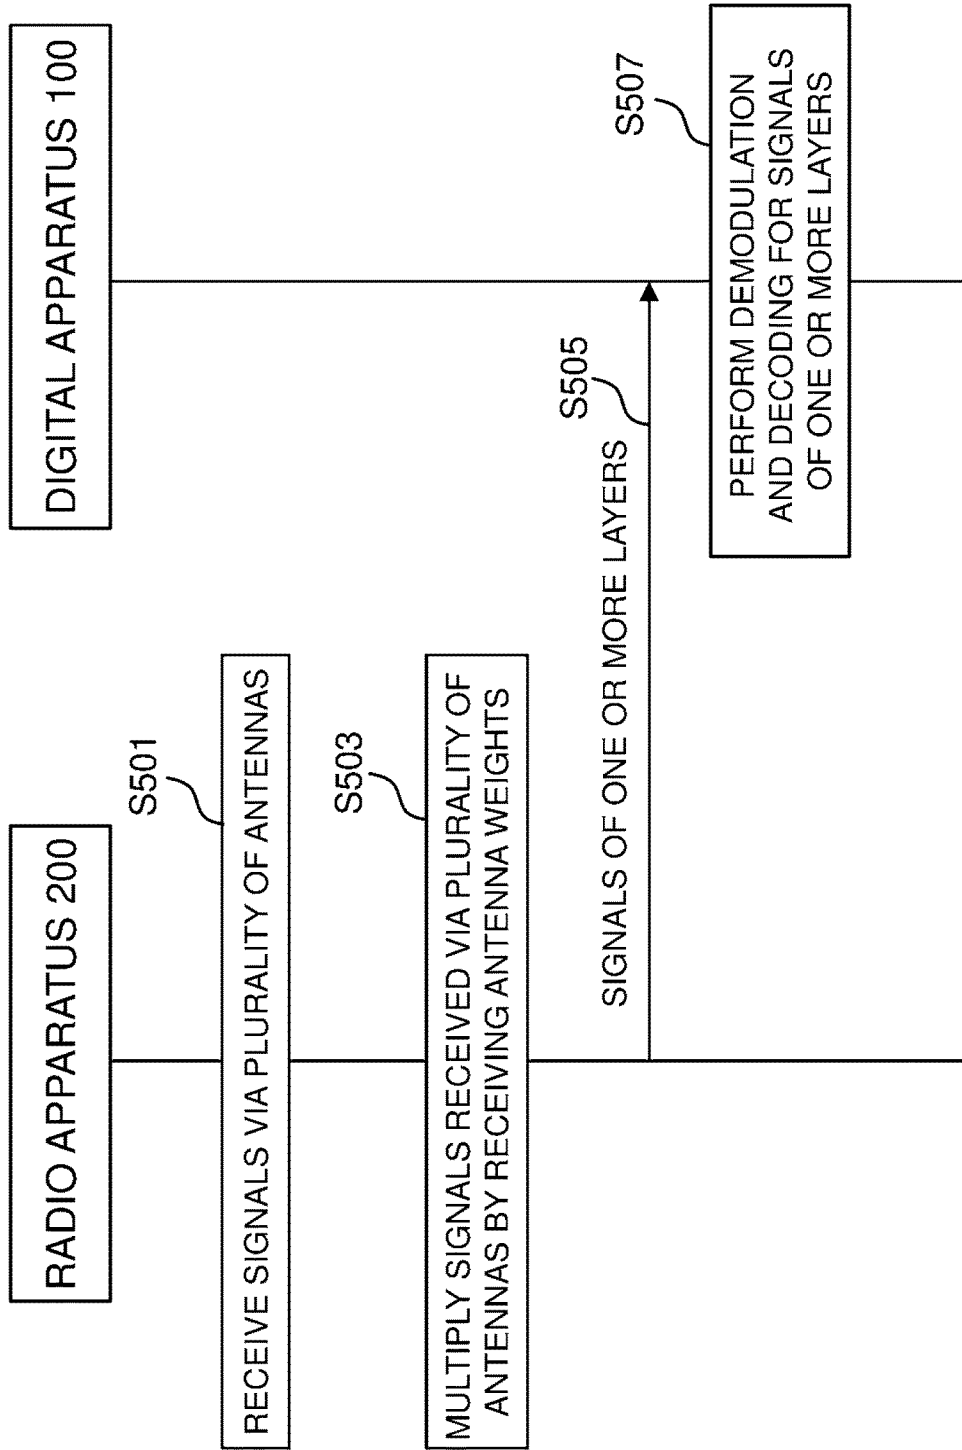 RADIO APPARATUS 200
DIGITAL APPARATUS 100
S501
RECEIVE SIGNALS VIA PLURALITY OF ANTENNAS
S503
MULTIPLY SIGNALS RECEIVED VIA PLURALITY OF
ANTENNAS BY RECEIVING ANTENNA WEIGHTS
S505
SIGNALS OF ONE OR MORE LAYERS
S507
PERFORM DEMODULATION
AND DECODING FOR SIGNALS
OF ONE OR MORE LAYERS